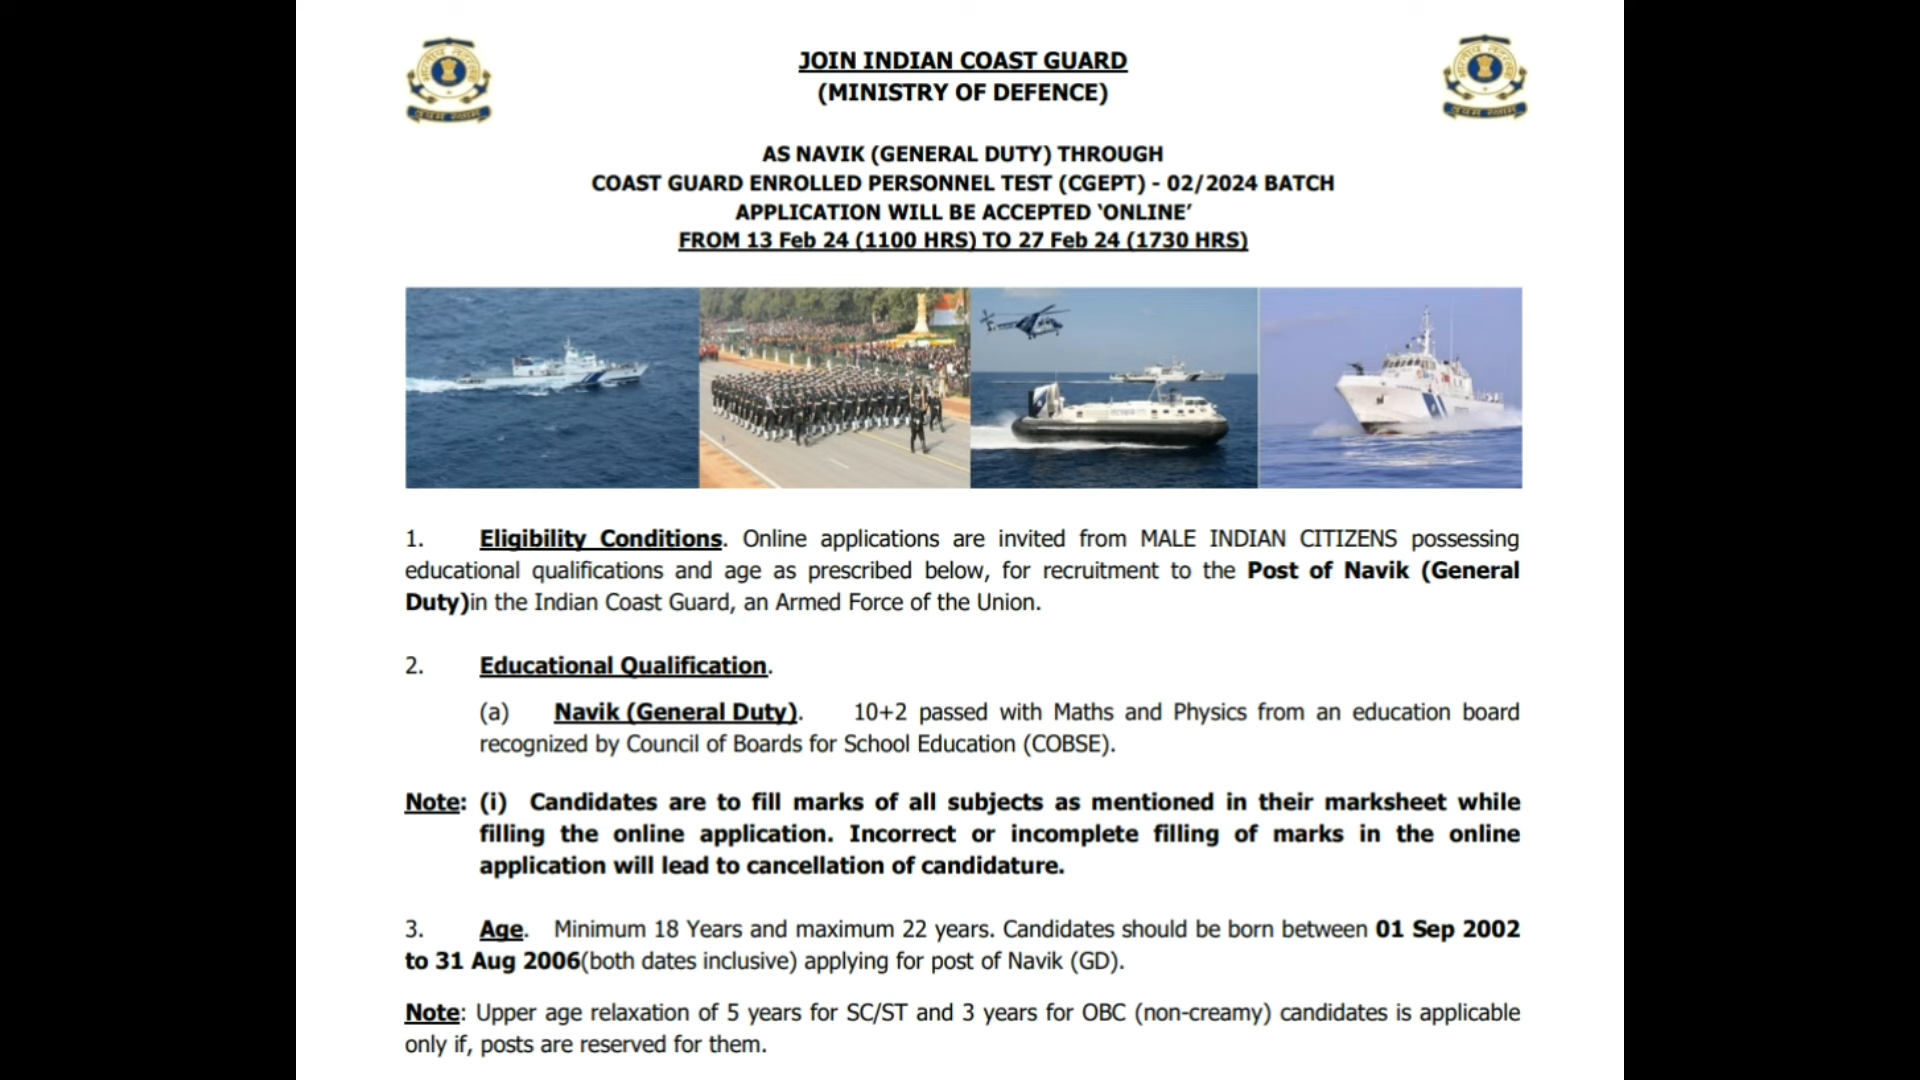 JOIN INDIAN COAST GUARD
(MINISTRY OF DEFENCE)
AS NAVIK (GENERAL DUTY) THROUGH
COAST GUARD ENROLLED PERSONNEL TEST (CGEPT) - 02/2024 BATCH
APPLICATION WILL BE ACCEPTED ‘ONLINE’
FROM 13 Feb 24 (1100 HRS) TO 27 Feb 24 (1730 HRS)
1. Eligibility Conditions. Online applications are invited from MALE INDIAN CITIZENS possessing
educational qualifications and age as prescribed below, for recruitment to the Post of Navik (General
Duty)in the Indian Coast Guard, an Armed Force of the Union.
2. Educational Qualification.
(a) Navik (General Duty). 10+2 passed with Maths and Physics from an education board
recognized by Council of Boards for School Education (COBSE).
Note: (i) Candidates are to fill marks of all subjects as mentioned in their marksheet while
filling the online application. Incorrect or incomplete filling of marks in the online
application will lead to cancellation of candidature.
3. Age. Minimum 18 Years and maximum 22 years. Candidates should be born between 01 Sep 2002
to 31 Aug 2006(both dates inclusive) applying for post of Navik (GD).
Note: Upper age relaxation of 5 years for SC/ST and 3 years for OBC (non-creamy) candidates is applicable
only if, posts are reserved for them.